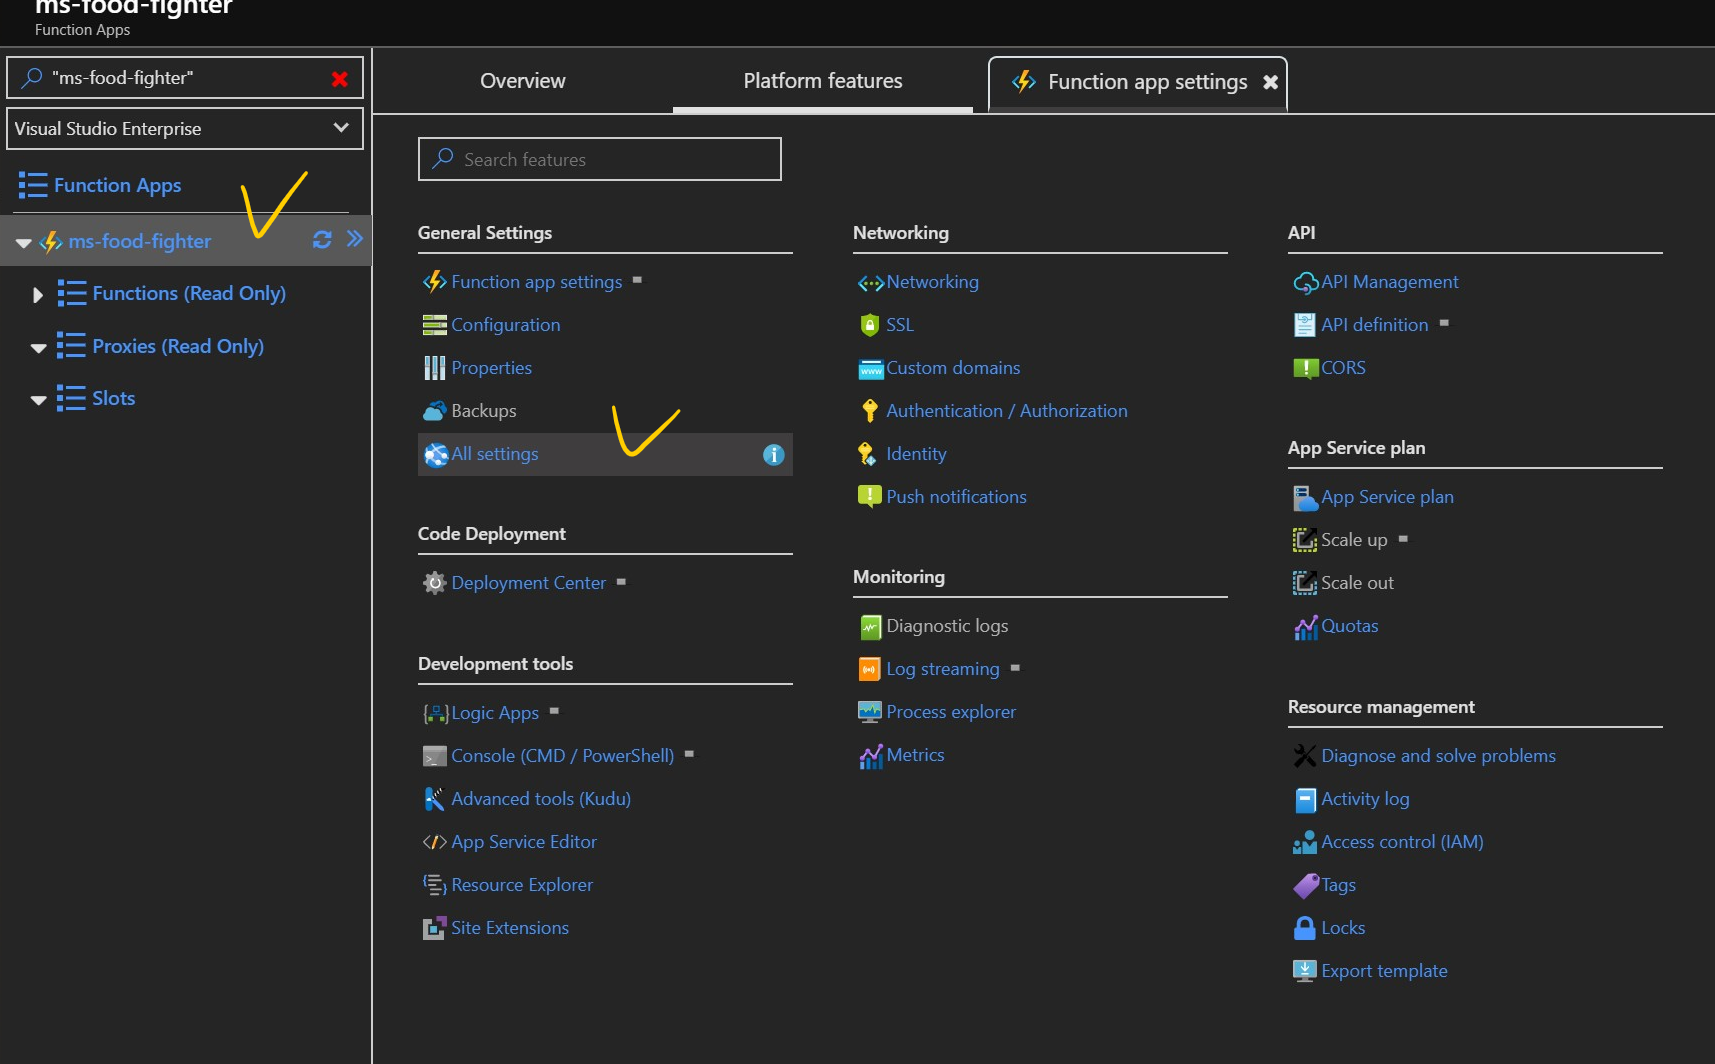 ms-food-fighter
Function Apps
"ms-food-fighter"
Visual Studio Enterprise
Function Apps
ms-food-fighter
Functions (Read Only)
Proxies (Read Only)
Slots
Overview
Platform features
Function app settings
Search features
General Settings
Function app settings
Configuration
Properties
Backups
All settings
Code Deployment
Deployment Center
Development tools
Logic Apps
Console (CMD / PowerShell)
Advanced tools (Kudu)
App Service Editor
Resource Explorer
Site Extensions
Networking
Networking
SSL
www
Custom domains
Authentication / Authorization
Identity
Push notifications
Monitoring
Diagnostic logs
Log streaming
Process explorer
Metrics
API
API Management
API definition
CORS
App Service plan
App Service plan
Scale up
Scale out
Quotas
Resource management
Diagnose and solve problems
Activity log
Access control (IAM)
Tags
Locks
Export template